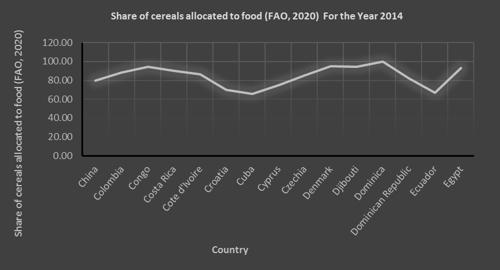 Share of cereals allocated to food (FAO, 2020)  For the Year 2014
Share of cereals allocated to food (FAO, 2020)
120.00
100.00
80.00
60.00
40.00
20.00
0.00
China
Colombia
Congo
Costa Rica
Cote d'Ivoire
Croatia
Cuba
Cyprus
Czechia
Denmark
Djibouti
Dominica
Dominican Republic
Ecuador
Egypt
Country